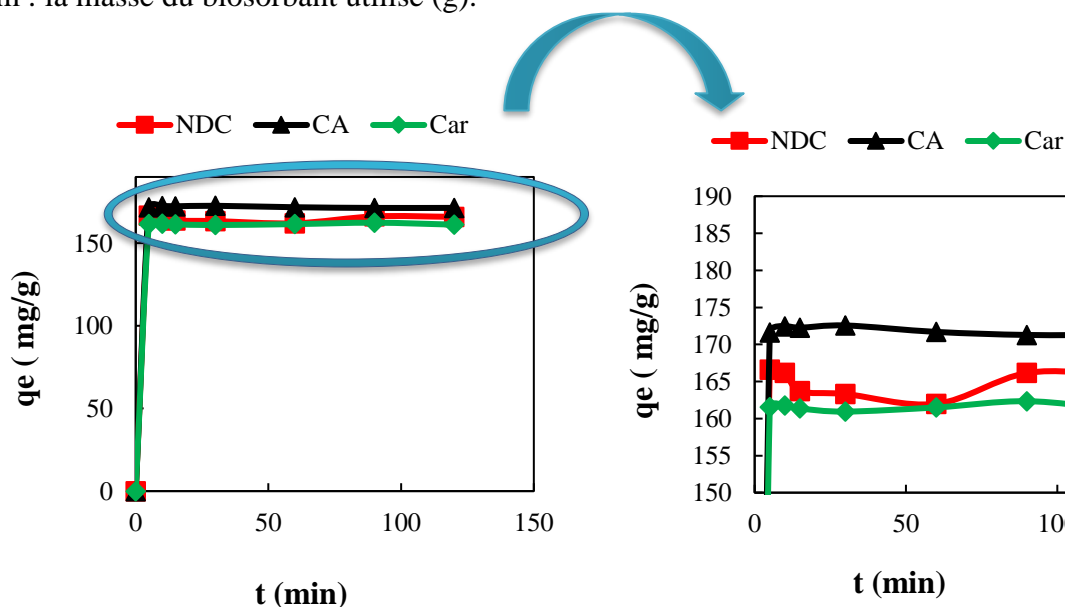 m : la masse du biosorbant utilisé (g).
NDC CA Car
150
100
50
0
0 50 100 150
qe ( mg/g)
t (min)
NDC CA Car
190
185
180
175
170
165
160
155
150
0 50 100
qe ( mg/g)
t (min)